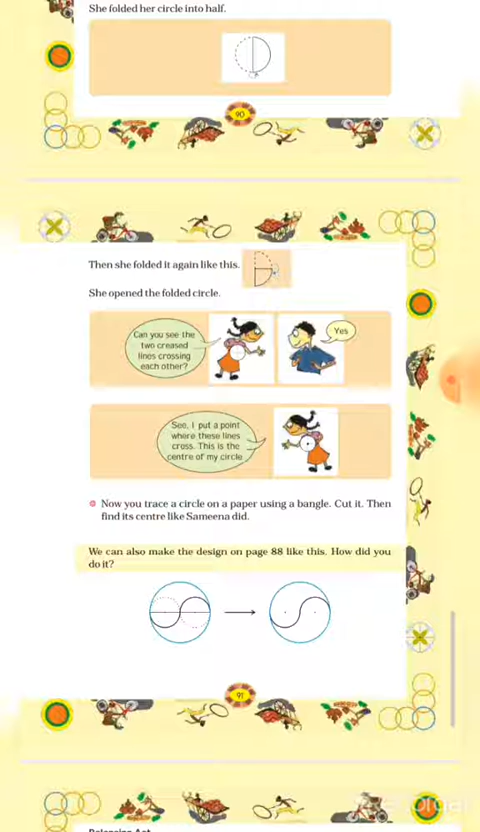 She folded her circle into half.
90
Then she folded it again like this.
She opened the folded circle.
Can you see the
two creased
lines crossing
each other?
Yes
See, I put a point
where these lines
cross. This is the
centre of my circle
Now you trace a circle on a paper using a bangle. Cut it. Then
find its centre like Sameena did.
We can also make the design on page 88 like this. How did you
do it?
91